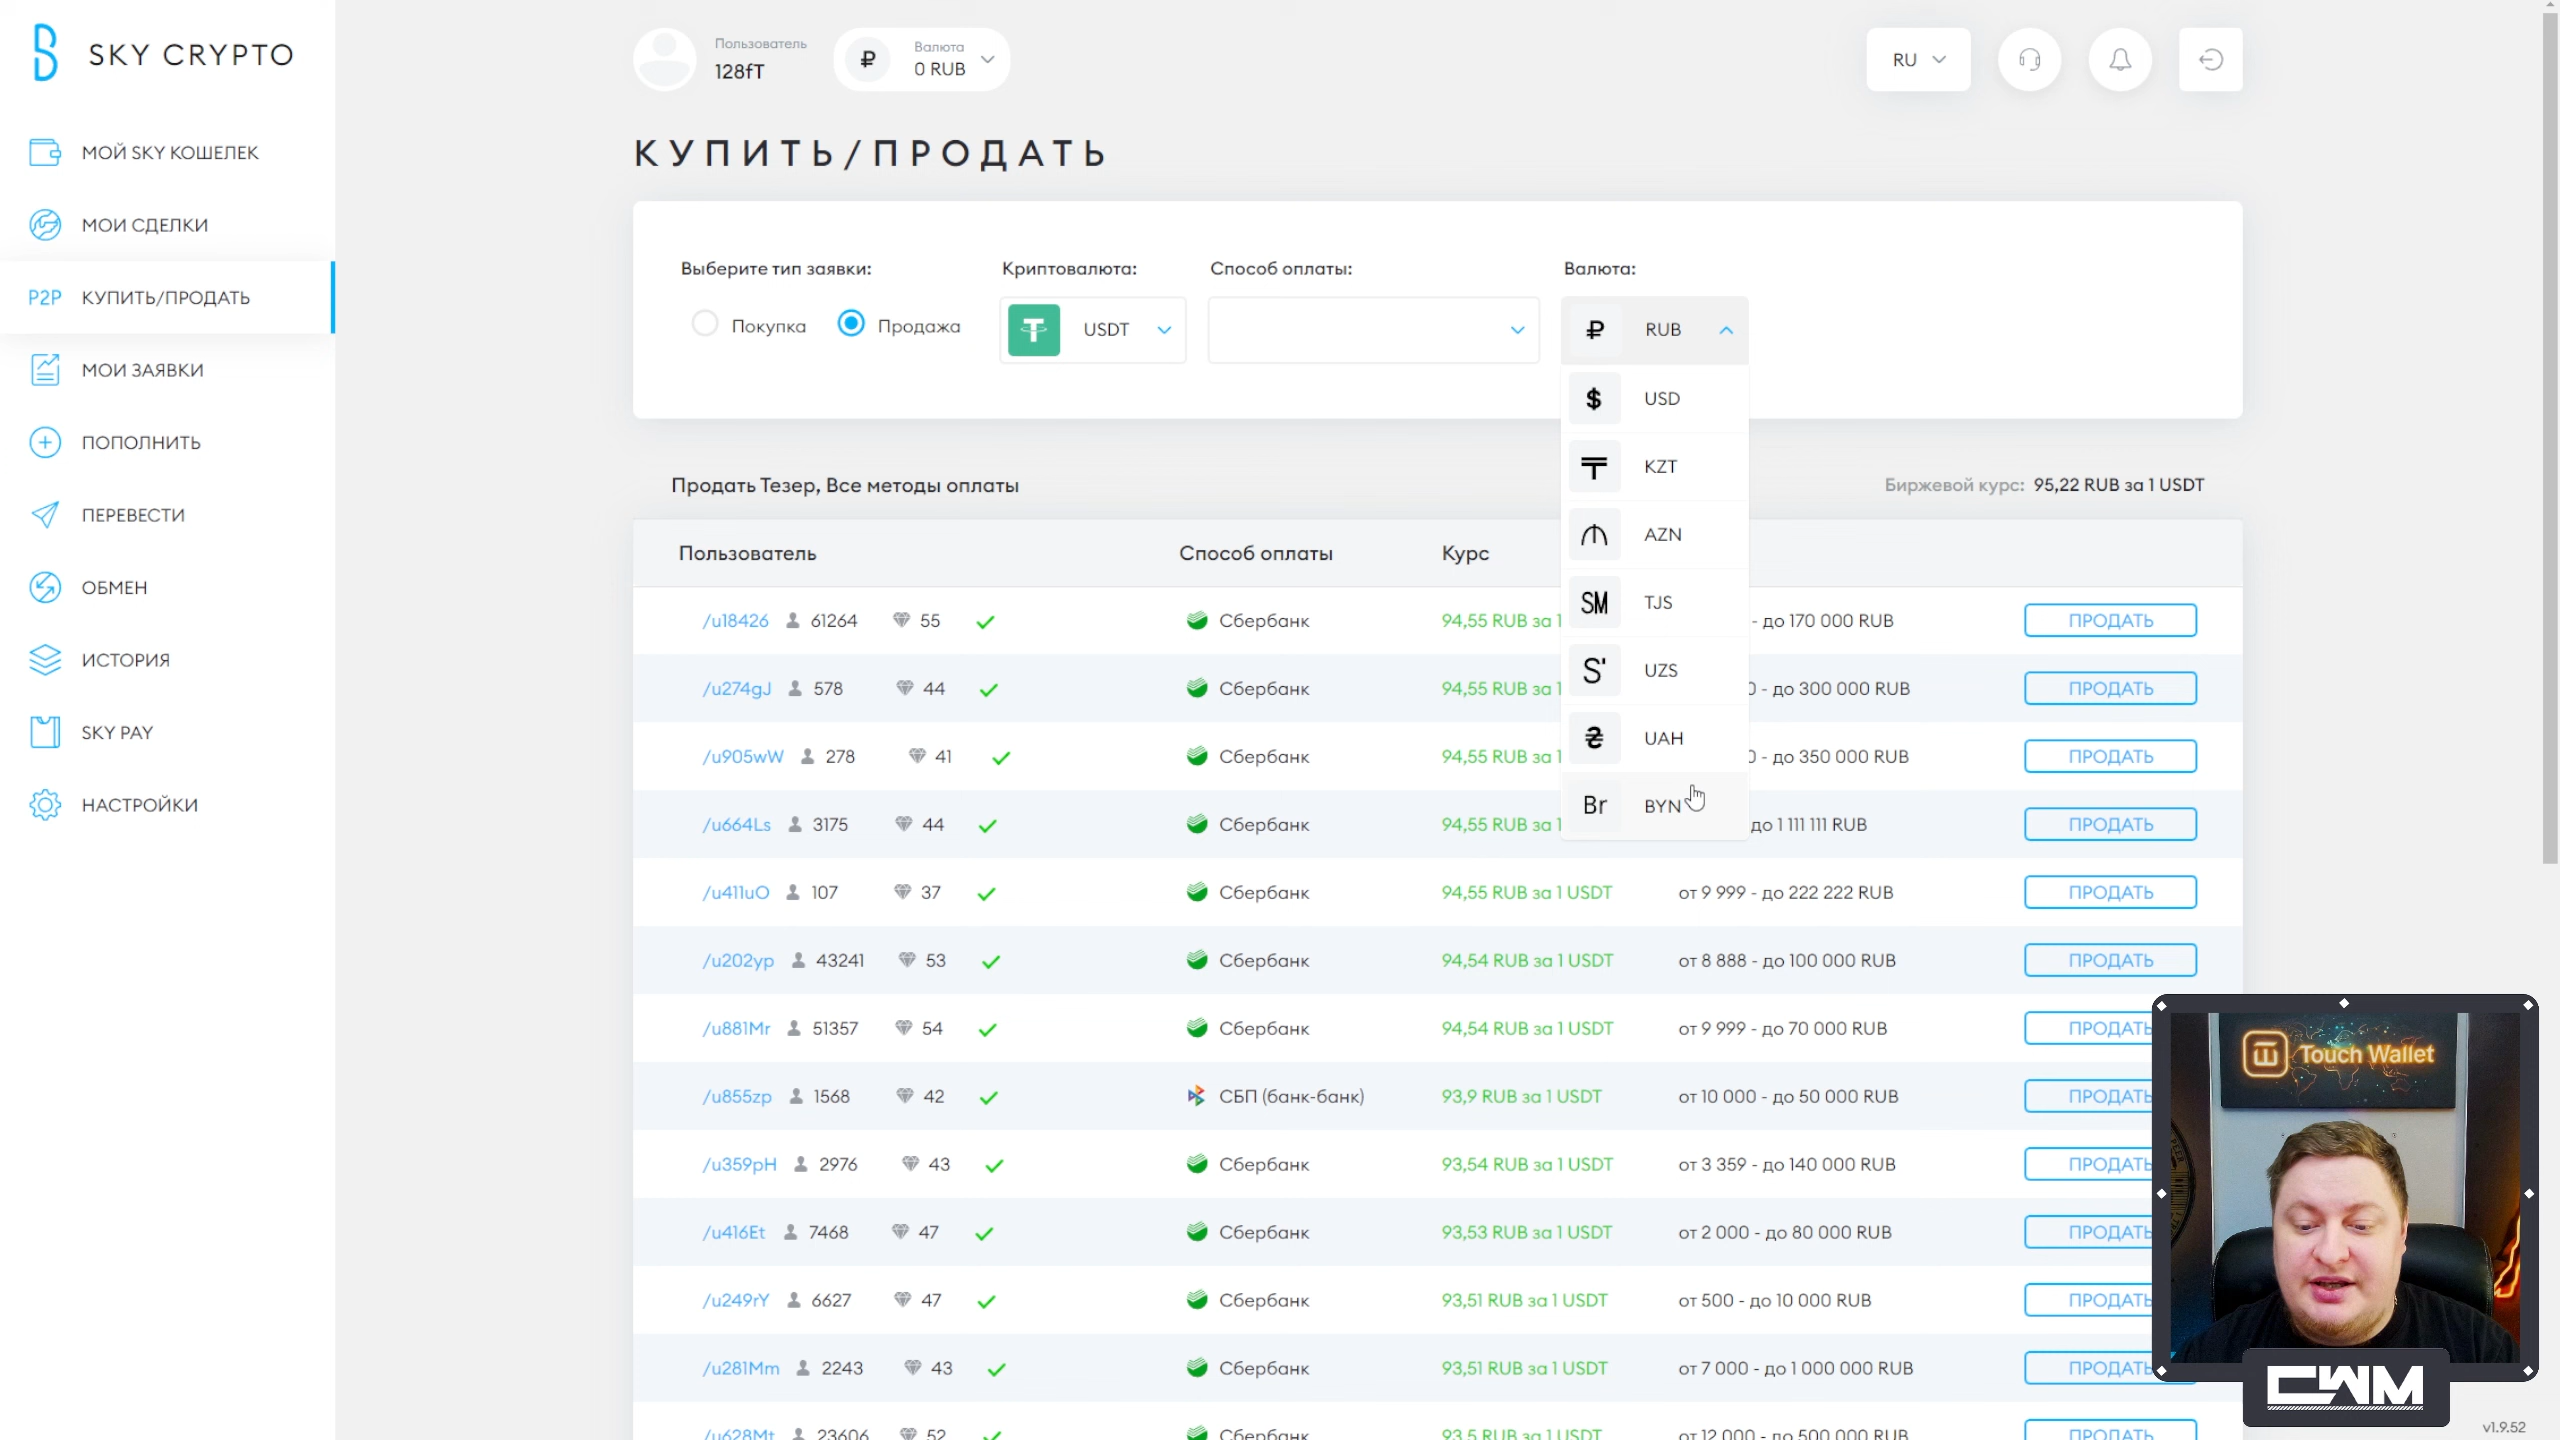 SKY CRYPTO
Пользователь
128fT
₽
Валюта
0 RUB
RU
МОЙ SKY КОШЕЛЕК
МОИ СДЕЛКИ
P2P КУПИТЬ/ПРОДАТЬ
МОИ ЗАЯВКИ
ПОПОЛНИТЬ
ПЕРЕВЕСТИ
ОБМЕН
ИСТОРИЯ
SKY PAY
НАСТРОЙКИ
КУПИТЬ/ПРОДАТЬ
Выберите тип заявки:
Покупка
Продажа
Криптовалюта:
USDT
Способ оплаты:
Валюта:
₽ RUB
$ USD
₸ KZT
₼ AZN
SM TJS
S' UZS
₴ UAH
Br BYN
Продать Тезер, Все методы оплаты
Биржевой курс: 95,22 RUB за 1 USDT
Пользователь Способ оплаты Курс
/u18426 61264 55 Сбербанк 94,55 RUB за 1 - до 170 000 RUB ПРОДАТЬ
/u274gJ 578 44 Сбербанк 94,55 RUB за 1 0 - до 300 000 RUB ПРОДАТЬ
/u905wW 278 41 Сбербанк 94,55 RUB за 1 0 - до 350 000 RUB ПРОДАТЬ
/u664Ls 3175 44 Сбербанк 94,55 RUB за 1 до 1 111 111 RUB ПРОДАТЬ
/u411uO 107 37 Сбербанк 94,55 RUB за 1 USDT от 9 999 - до 222 222 RUB ПРОДАТЬ
/u202yp 43241 53 Сбербанк 94,54 RUB за 1 USDT от 8 888 - до 100 000 RUB ПРОДАТЬ
/u881Mr 51357 54 Сбербанк 94,54 RUB за 1 USDT от 9 999 - до 70 000 RUB ПРОДАТЬ
/u855zp 1568 42 СБП (банк-банк) 93,9 RUB за 1 USDT от 10 000 - до 50 000 RUB ПРОДАТЬ
/u359pH 2976 43 Сбербанк 93,54 RUB за 1 USDT от 3 359 - до 140 000 RUB ПРОДАТЬ
/u416Et 7468 47 Сбербанк 93,53 RUB за 1 USDT от 2 000 - до 80 000 RUB ПРОДАТЬ
/u249rY 6627 47 Сбербанк 93,51 RUB за 1 USDT от 500 - до 10 000 RUB ПРОДАТЬ
/u281Mm 2243 43 Сбербанк 93,51 RUB за 1 USDT от 7 000 - до 1 000 000 RUB ПРОДАТЬ
/u628Mt 23606 52 Сбербанк 93,5 RUB за 1 USDT от 12 000 - до 500 000 RUB ПРОДАТЬ
Touch Wallet
CWM
v1.9.52